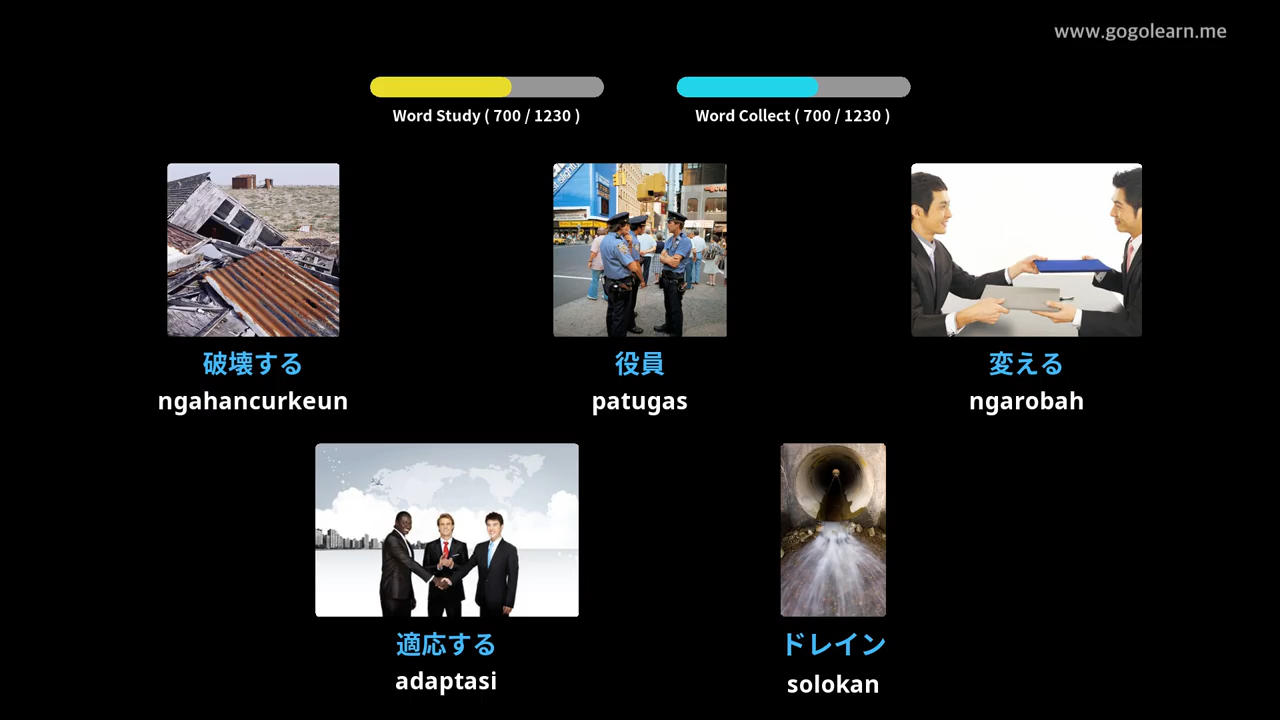 www.gogolearn.me
Word Study ( 700 / 1230 )
Word Collect ( 700 / 1230 )
破壊する
ngahancurkeun
役員
patugas
変える
ngarobah
適応する
adaptasi
ドレイン
solokan